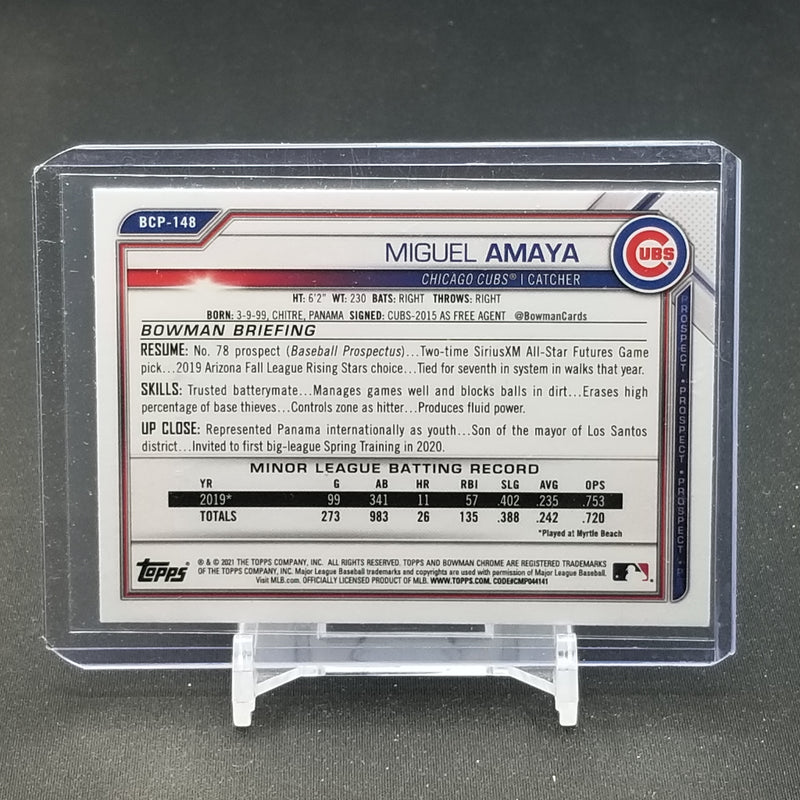 BCP-148
MIGUEL AMAYA
CUBS
CHICAGO CUBS® | CATCHER
HT: 6'2" WT: 230 BATS: RIGHT THROWS: RIGHT
BORN: 3-9-99, CHITRE, PANAMA SIGNED: CUBS-2015 AS FREE AGENT @BowmanCards
BOWMAN BRIEFING
RESUME: No. 78 prospect (Baseball Prospectus)...Two-time SiriusXM All-Star Futures Game
pick...2019 Arizona Fall League Rising Stars choice...Tied for seventh in system in walks that year.
SKILLS: Trusted batterymate...Manages games well and blocks balls in dirt...Erases high
percentage of base thieves...Controls zone as hitter...Produces fluid power.
UP CLOSE: Represented Panama internationally as youth...Son of the mayor of Los Santos
district...Invited to first big-league Spring Training in 2020.
MINOR LEAGUE BATTING RECORD
YR G AB HR RBI SLG AVG OPS
2019* 99 341 11 57 .402 .235 .753
TOTALS 273 983 26 135 .388 .242 .720
*Played at Myrtle Beach
TOPPS
® & © 2021 THE TOPPS COMPANY, INC. ALL RIGHTS RESERVED. TOPPS AND BOWMAN CHROME ARE REGISTERED TRADEMARKS
OF THE TOPPS COMPANY, INC. Major League Baseball trademarks and copyrights are used with permission of Major League Baseball.
Visit MLB.com. OFFICIALLY LICENSED PRODUCT OF MLB. WWW.TOPPS.COM. CODE#CMP044141
PROSPECT • PROSPECT • PROSPECT • P